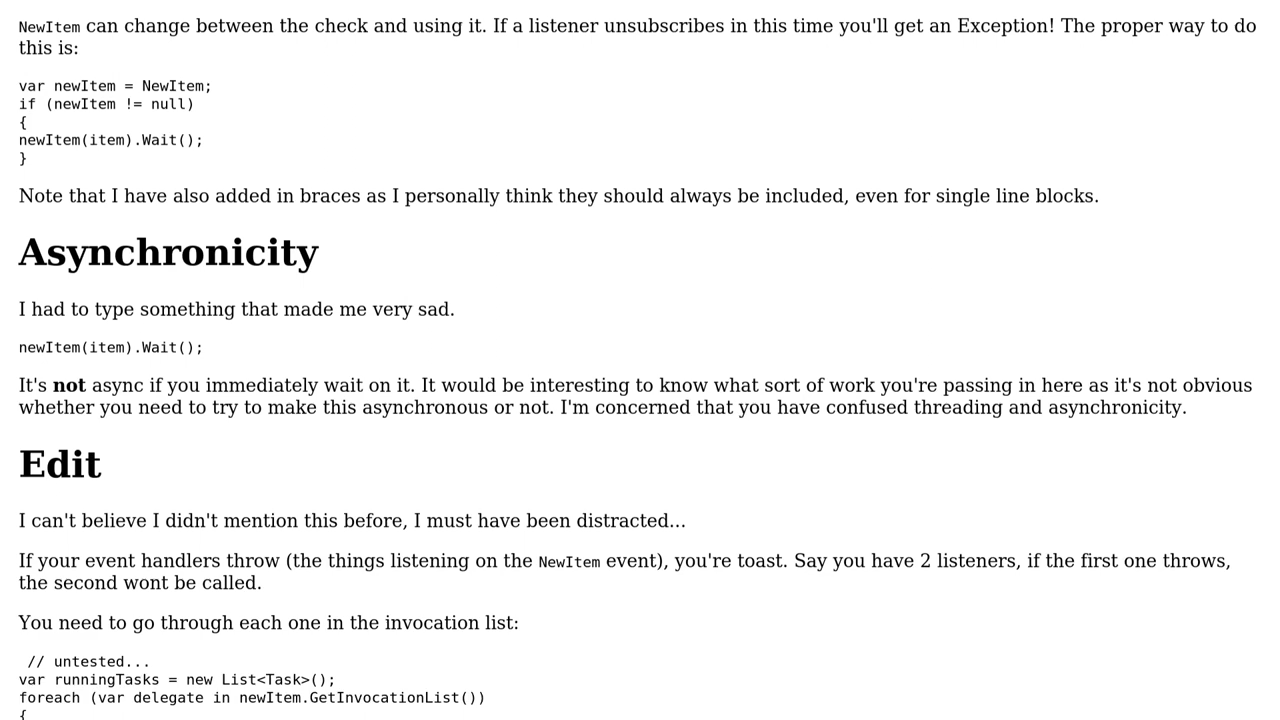 NewItem can change between the check and using it. If a listener unsubscribes in this time you'll get an Exception! The proper way to do
this is:
var newItem = NewItem;
if (newItem != null)
{
newItem(item).Wait();
}
Note that I have also added in braces as I personally think they should always be included, even for single line blocks.
Asynchronicity
I had to type something that made me very sad.
newItem(item).Wait();
It's not async if you immediately wait on it. It would be interesting to know what sort of work you're passing in here as it's not obvious
whether you need to try to make this asynchronous or not. I'm concerned that you have confused threading and asynchronicity.
Edit
I can't believe I didn't mention this before, I must have been distracted...
If your event handlers throw (the things listening on the NewItem event), you're toast. Say you have 2 listeners, if the first one throws,
the second wont be called.
You need to go through each one in the invocation list:
// untested...
var runningTasks = new List<Task>();
foreach (var delegate in newItem.GetInvocationList())
{